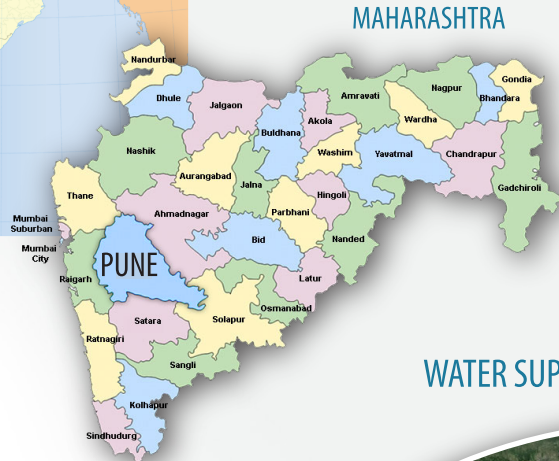 MAHARASHTRA
Nandurbar
Dhule
Jalgaon
Buldhana
Akola
Amravati
Nagpur
Bhandara
Gondia
Wardha
Nashik
Aurangabad
Jalna
Washim
Yavatmal
Chandrapur
Gadchiroli
Thane
Ahmadnagar
Parbhani
Hingoli
Mumbai
Suburban
Mumbai
City
Bid
Nanded
PUNE
Raigarh
Latur
Osmanabad
Satara
Solapur
Ratnagiri
Sangli
WATER SUP
Kolhapur
Sindhudurg